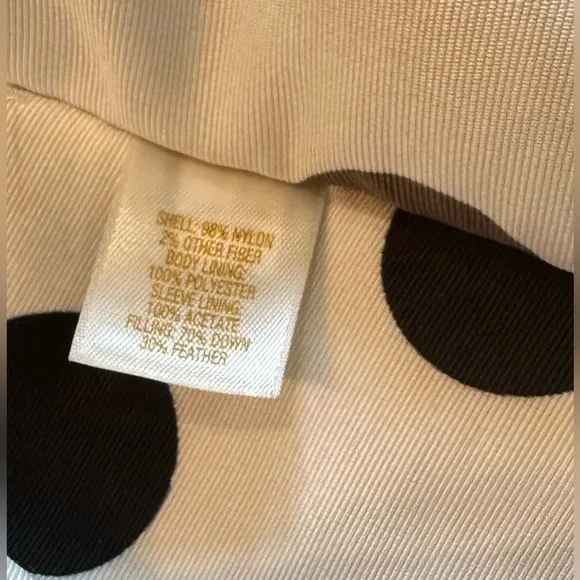 SHELL: 98% NYLON
2% OTHER FIBER
BODY LINING:
100% POLYESTER
SLEEVE LINING:
100% ACETATE
FILLING: 70% DOWN
30% FEATHER